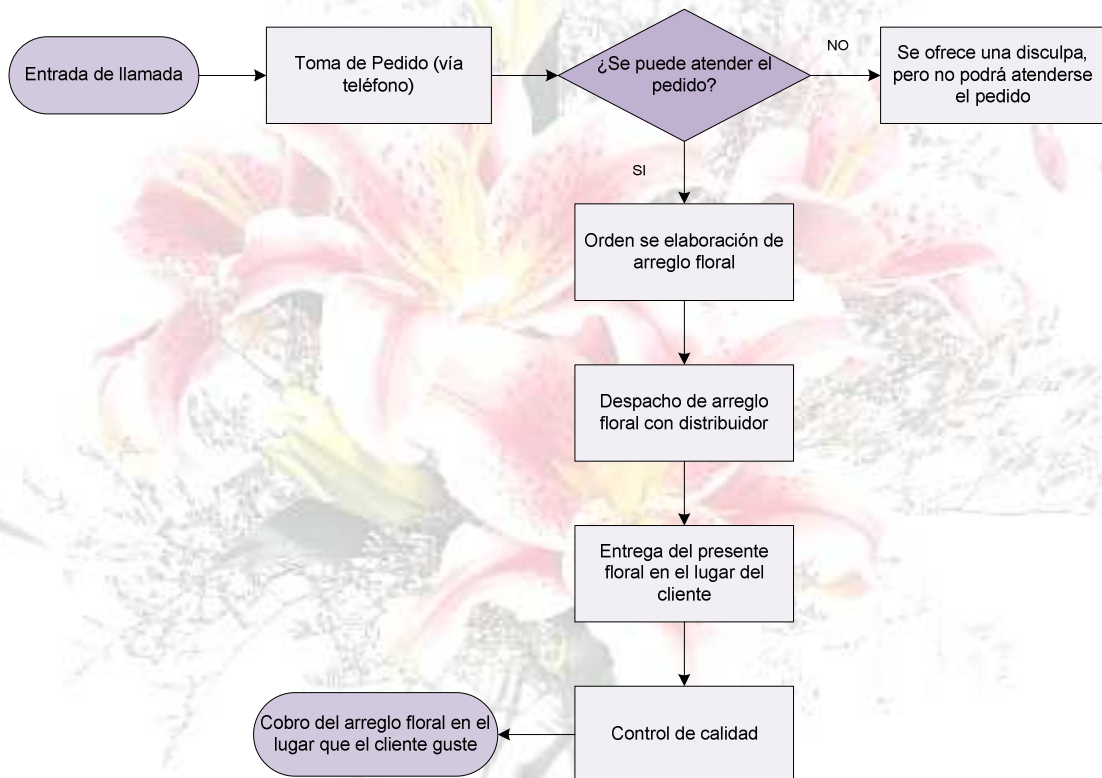 Entrada de llamada
Toma de Pedido (vía
teléfono)
¿Se puede atender el
pedido?
NO
Se ofrece una disculpa,
pero no podrá atenderse
el pedido
SI
Orden se elaboración de
arreglo floral
Despacho de arreglo
floral con distribuidor
Entrega del presente
floral en el lugar del
cliente
Control de calidad
Cobro del arreglo floral en el
lugar que el cliente guste